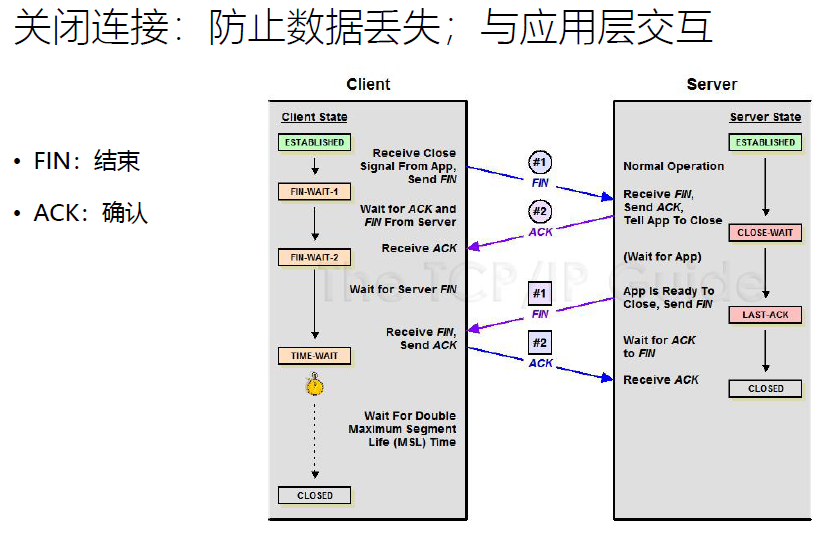 关闭连接：防止数据丢失；与应用层交互
• FIN：结束
• ACK：确认
Client
Client State
ESTABLISHED
Receive Close
Signal From App,
Send FIN
FIN-WAIT-1
Wait for ACK and
FIN From Server
Receive ACK
FIN-WAIT-2
Wait for Server FIN
Receive FIN,
Send ACK
TIME-WAIT
Wait For Double
Maximum Segment
Life (MSL) Time
CLOSED
#1
FIN
#2
ACK
#1
FIN
#2
ACK
The TCP/IP Guide
Server
Server State
ESTABLISHED
Normal Operation
Receive FIN,
Send ACK,
Tell App To Close
CLOSE-WAIT
(Wait for App)
App Is Ready To
Close, Send FIN
LAST-ACK
Wait for ACK
to FIN
Receive ACK
CLOSED